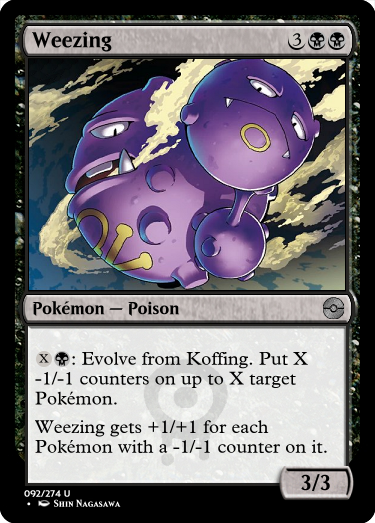 Weezing 3
Pokémon — Poison
X : Evolve from Koffing. Put X
-1/-1 counters on up to X target
Pokémon.
Weezing gets +1/+1 for each
Pokémon with a -1/-1 counter on it.
3/3
092/274 U
• Shin Nagasawa